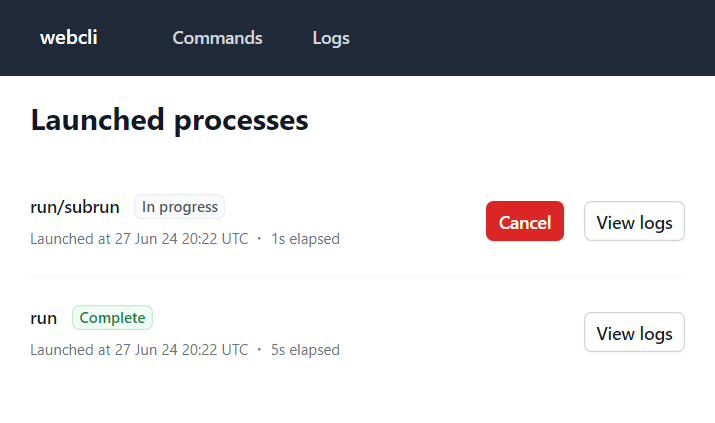 webcli Commands Logs
Launched processes
run/subrun In progress Cancel View logs
Launched at 27 Jun 24 20:22 UTC · 1s elapsed
run Complete View logs
Launched at 27 Jun 24 20:22 UTC · 5s elapsed